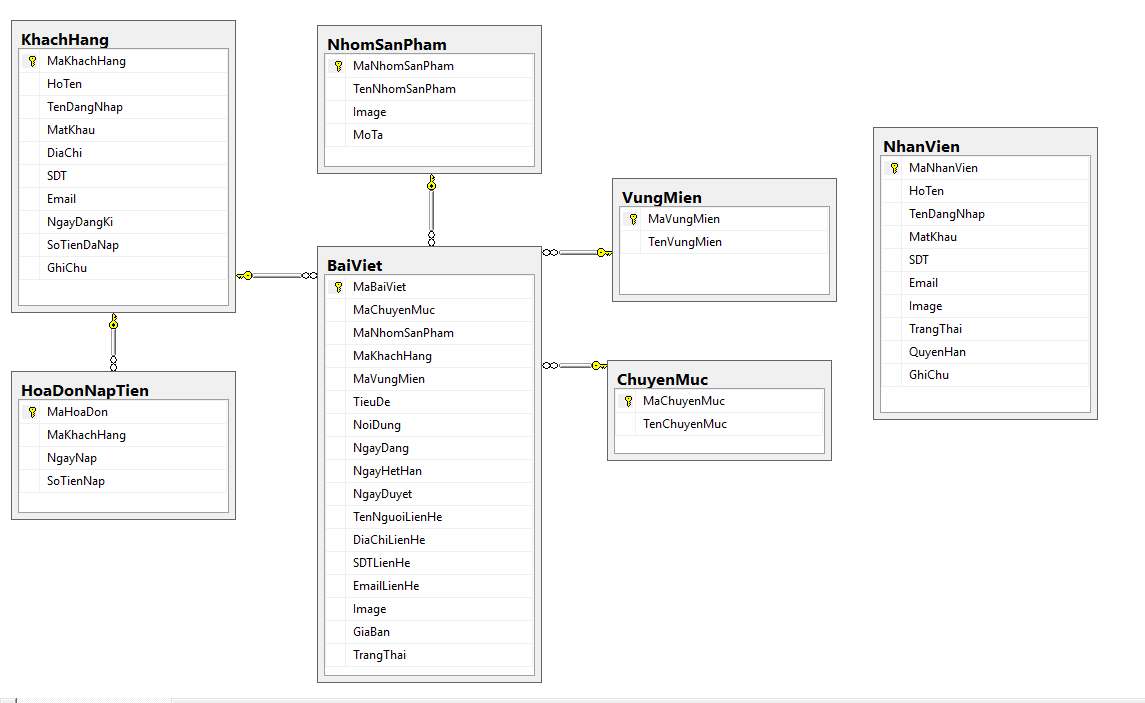 KhachHang
MaKhachHang
HoTen
TenDangNhap
MatKhau
DiaChi
SDT
Email
NgayDangKi
SoTienDaNap
GhiChu
HoaDonNapTien
MaHoaDon
MaKhachHang
NgayNap
SoTienNap
NhomSanPham
MaNhomSanPham
TenNhomSanPham
Image
MoTa
BaiViet
MaBaiViet
MaChuyenMuc
MaNhomSanPham
MaKhachHang
MaVungMien
TieuDe
NoiDung
NgayDang
NgayHetHan
NgayDuyet
TenNguoiLienHe
DiaChiLienHe
SDTLienHe
EmailLienHe
Image
GiaBan
TrangThai
VungMien
MaVungMien
TenVungMien
ChuyenMuc
MaChuyenMuc
TenChuyenMuc
NhanVien
MaNhanVien
HoTen
TenDangNhap
MatKhau
SDT
Email
Image
TrangThai
QuyenHan
GhiChu